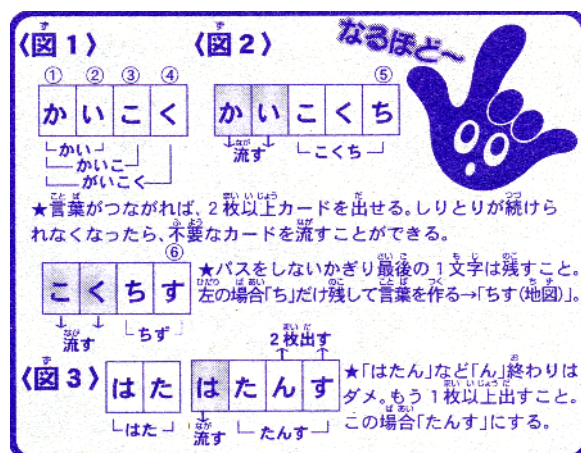 〈図1〉
〈図2〉
なるほど〜
① ② ③ ④
かいこく
かい
かいこ
がいこく
⑤
かいこくち
流す
こくち
★言葉がつながれば、2枚以上カードを出せる。しりとりが続けら
れなくなったら、不要なカードを流すことができる。
⑥
こくちす
流す
ちず
★パスをしないかぎり最後の1文字は残すこと。
左の場合「ち」だけ残して言葉を作る→「ちす(地図)」。
〈図3〉
はた
はた
2枚出す
はたんす
流す
たんす
★「はたん」など「ん」終わりは
ダメ。もう1枚以上出すこと。
この場合「たんす」にする。